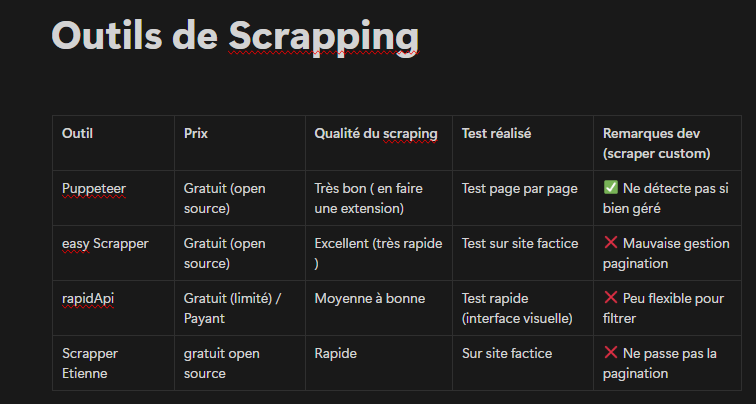 Outils de Scrapping
Outil Prix Qualité du scraping Test réalisé Remarques dev
(scraper custom)
Puppeteer Gratuit (open Très bon ( en faire Test page par page ✅ Ne détecte pas si
source) une extension) bien géré
easy Scrapper Gratuit (open Excellent (très rapide Test sur site factice ❌ Mauvaise gestion
source) ) pagination
rapidApi Gratuit (limité) / Moyenne à bonne Test rapide ❌ Peu flexible pour
Payant (interface visuelle) filtrer
Scrapper gratuit open Rapide Sur site factice ❌ Ne passe pas la
Etienne source pagination